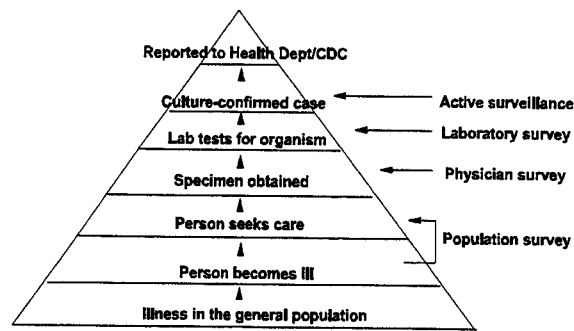 Reported to Health Dept/CDC
Culture-confirmed case
Active surveillance
Lab tests for organism
Laboratory survey
Specimen obtained
Physician survey
Person seeks care
Population survey
Person becomes ill
Illness in the general population